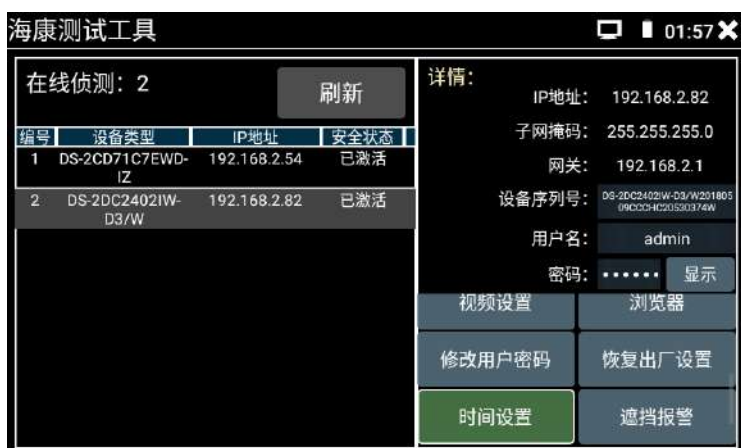 海康测试工具
01:57
在线侦测：2
刷新
编号 设备类型 IP地址 安全状态
1 DS-2CD71C7EWD-IZ 192.168.2.54 已激活
2 DS-2DC2402IW-D3/W 192.168.2.82 已激活
详情：
IP地址： 192.168.2.82
子网掩码： 255.255.255.0
网关： 192.168.2.1
设备序列号： DS-2DC2402IW-D3/W20180509CCCHC20530374W
用户名： admin
密码： •••••• 显示
视频设置 浏览器
修改用户密码 恢复出厂设置
时间设置 遮挡报警